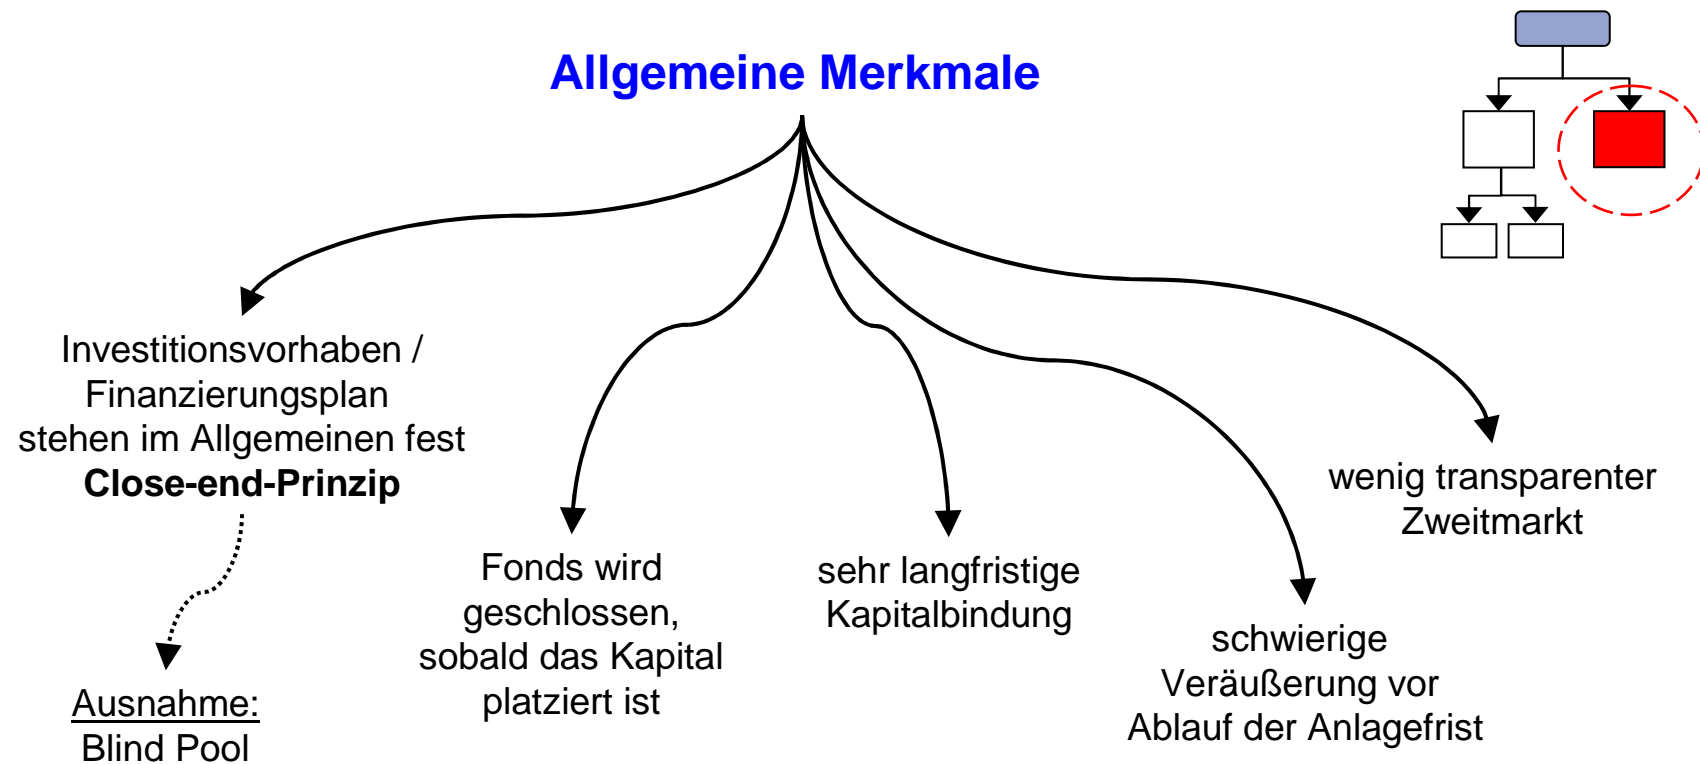 Allgemeine Merkmale
Investitionsvorhaben /
Finanzierungsplan
stehen im Allgemeinen fest
Close-end-Prinzip
Ausnahme:
Blind Pool
Fonds wird
geschlossen,
sobald das Kapital
platziert ist
sehr langfristige
Kapitalbindung
schwierige
Veräußerung vor
Ablauf der Anlagefrist
wenig transparenter
Zweitmarkt